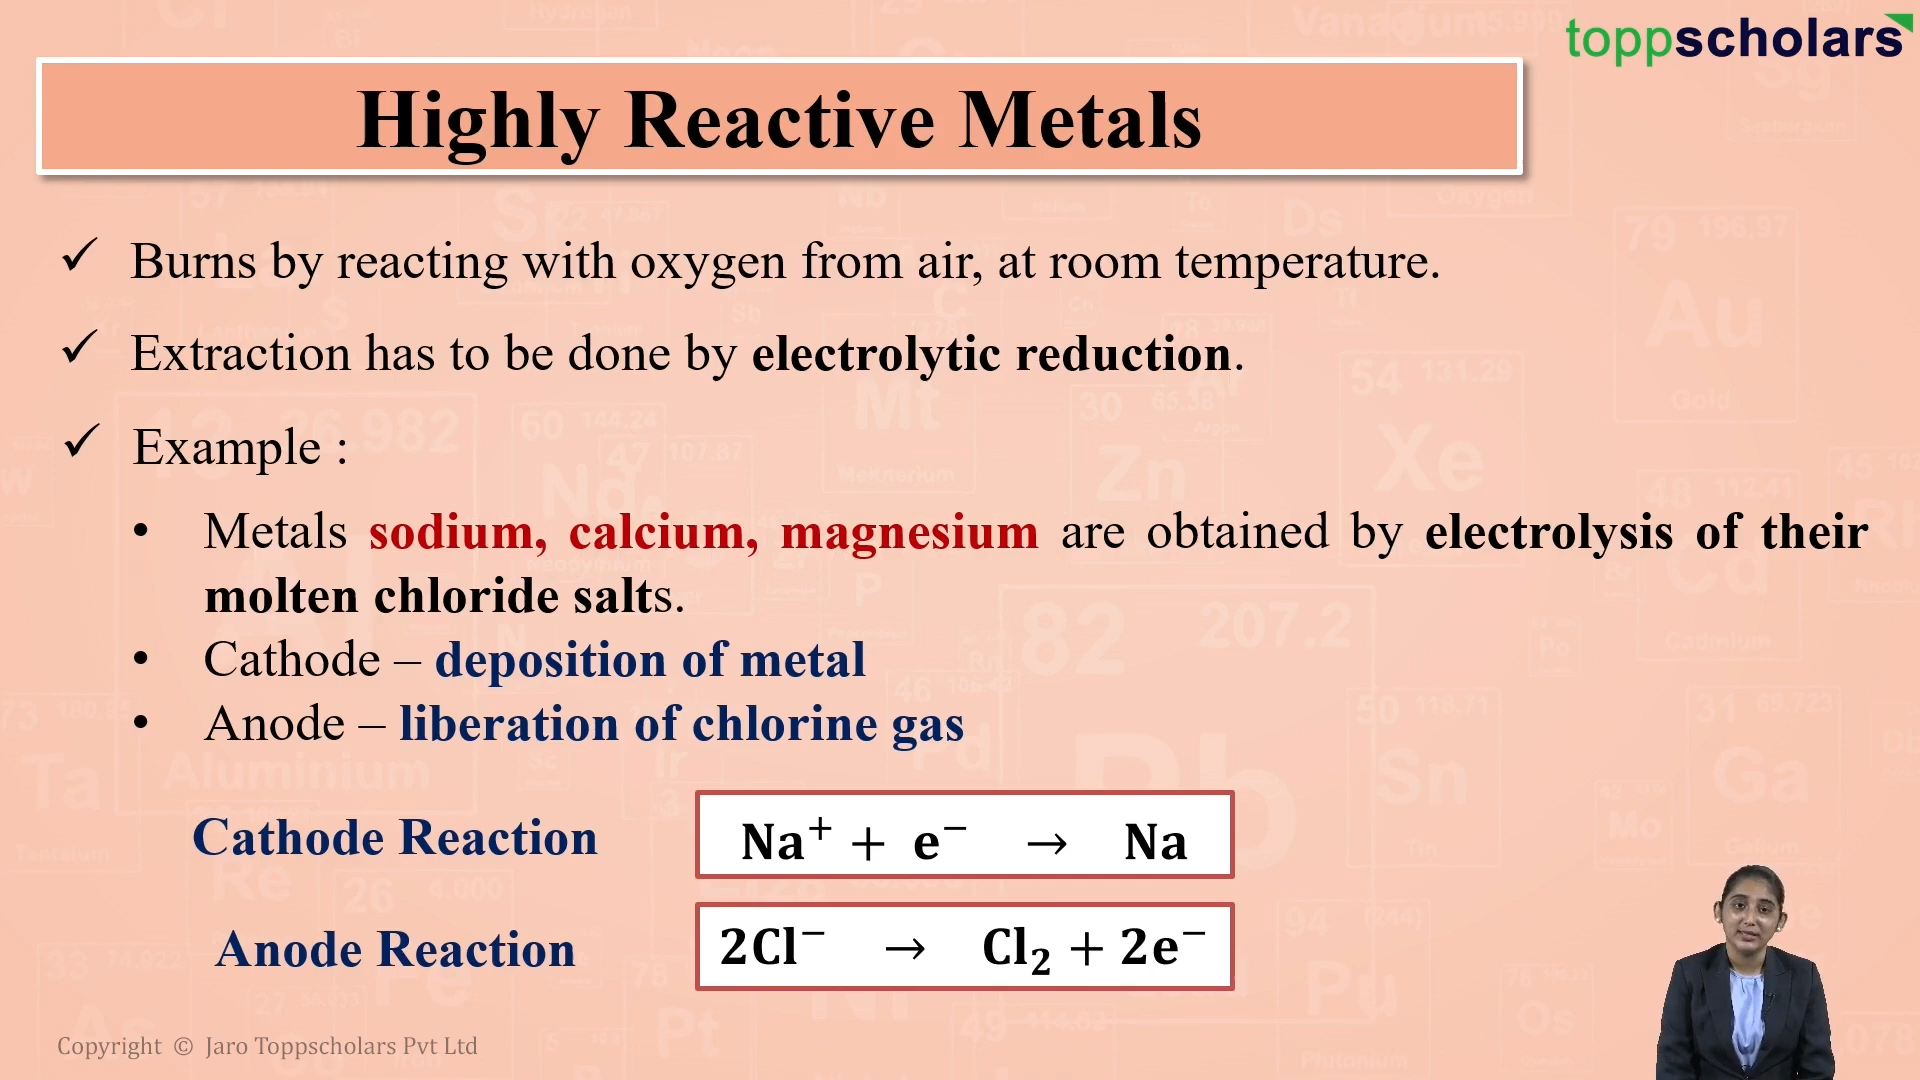 toppscholars
Highly Reactive Metals
✓ Burns by reacting with oxygen from air, at room temperature.
✓ Extraction has to be done by electrolytic reduction.
✓ Example :
• Metals sodium, calcium, magnesium are obtained by electrolysis of their
molten chloride salts.
• Cathode – deposition of metal
• Anode – liberation of chlorine gas
Cathode Reaction Na⁺ + e⁻ → Na
Anode Reaction 2Cl⁻ → Cl₂ + 2e⁻
Copyright © Jaro Toppscholars Pvt Ltd